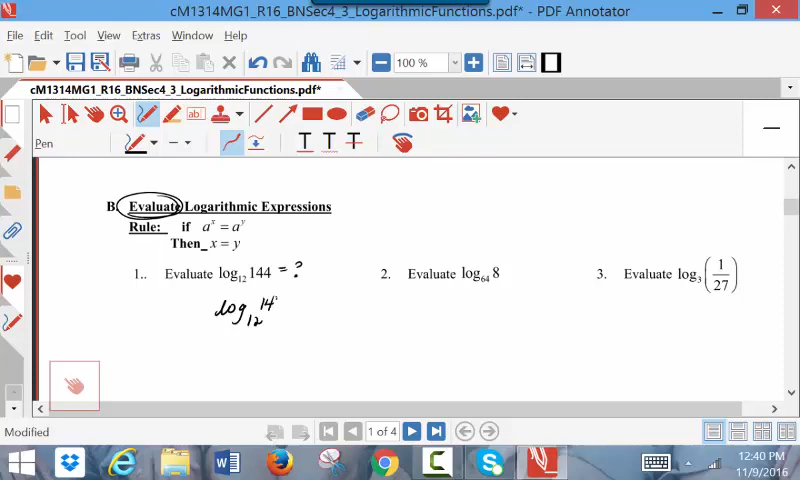 cM1314MG1_R16_BNSec4_3_LogarithmicFunctions.pdf* - PDF Annotator
File Edit Tool View Extras Window Help
100 %
cM1314MG1_R16_BNSec4_3_LogarithmicFunctions.pdf*
ab
Pen
T T T
B. Evaluate Logarithmic Expressions
Rule: if a^x = a^y
Then x = y
1.. Evaluate log₁₂ 144 = ? 2. Evaluate log₆₄ 8 3. Evaluate log₃ (1/27)
log₁₂ 14
Modified 1 of 4
12:40 PM
11/9/2016